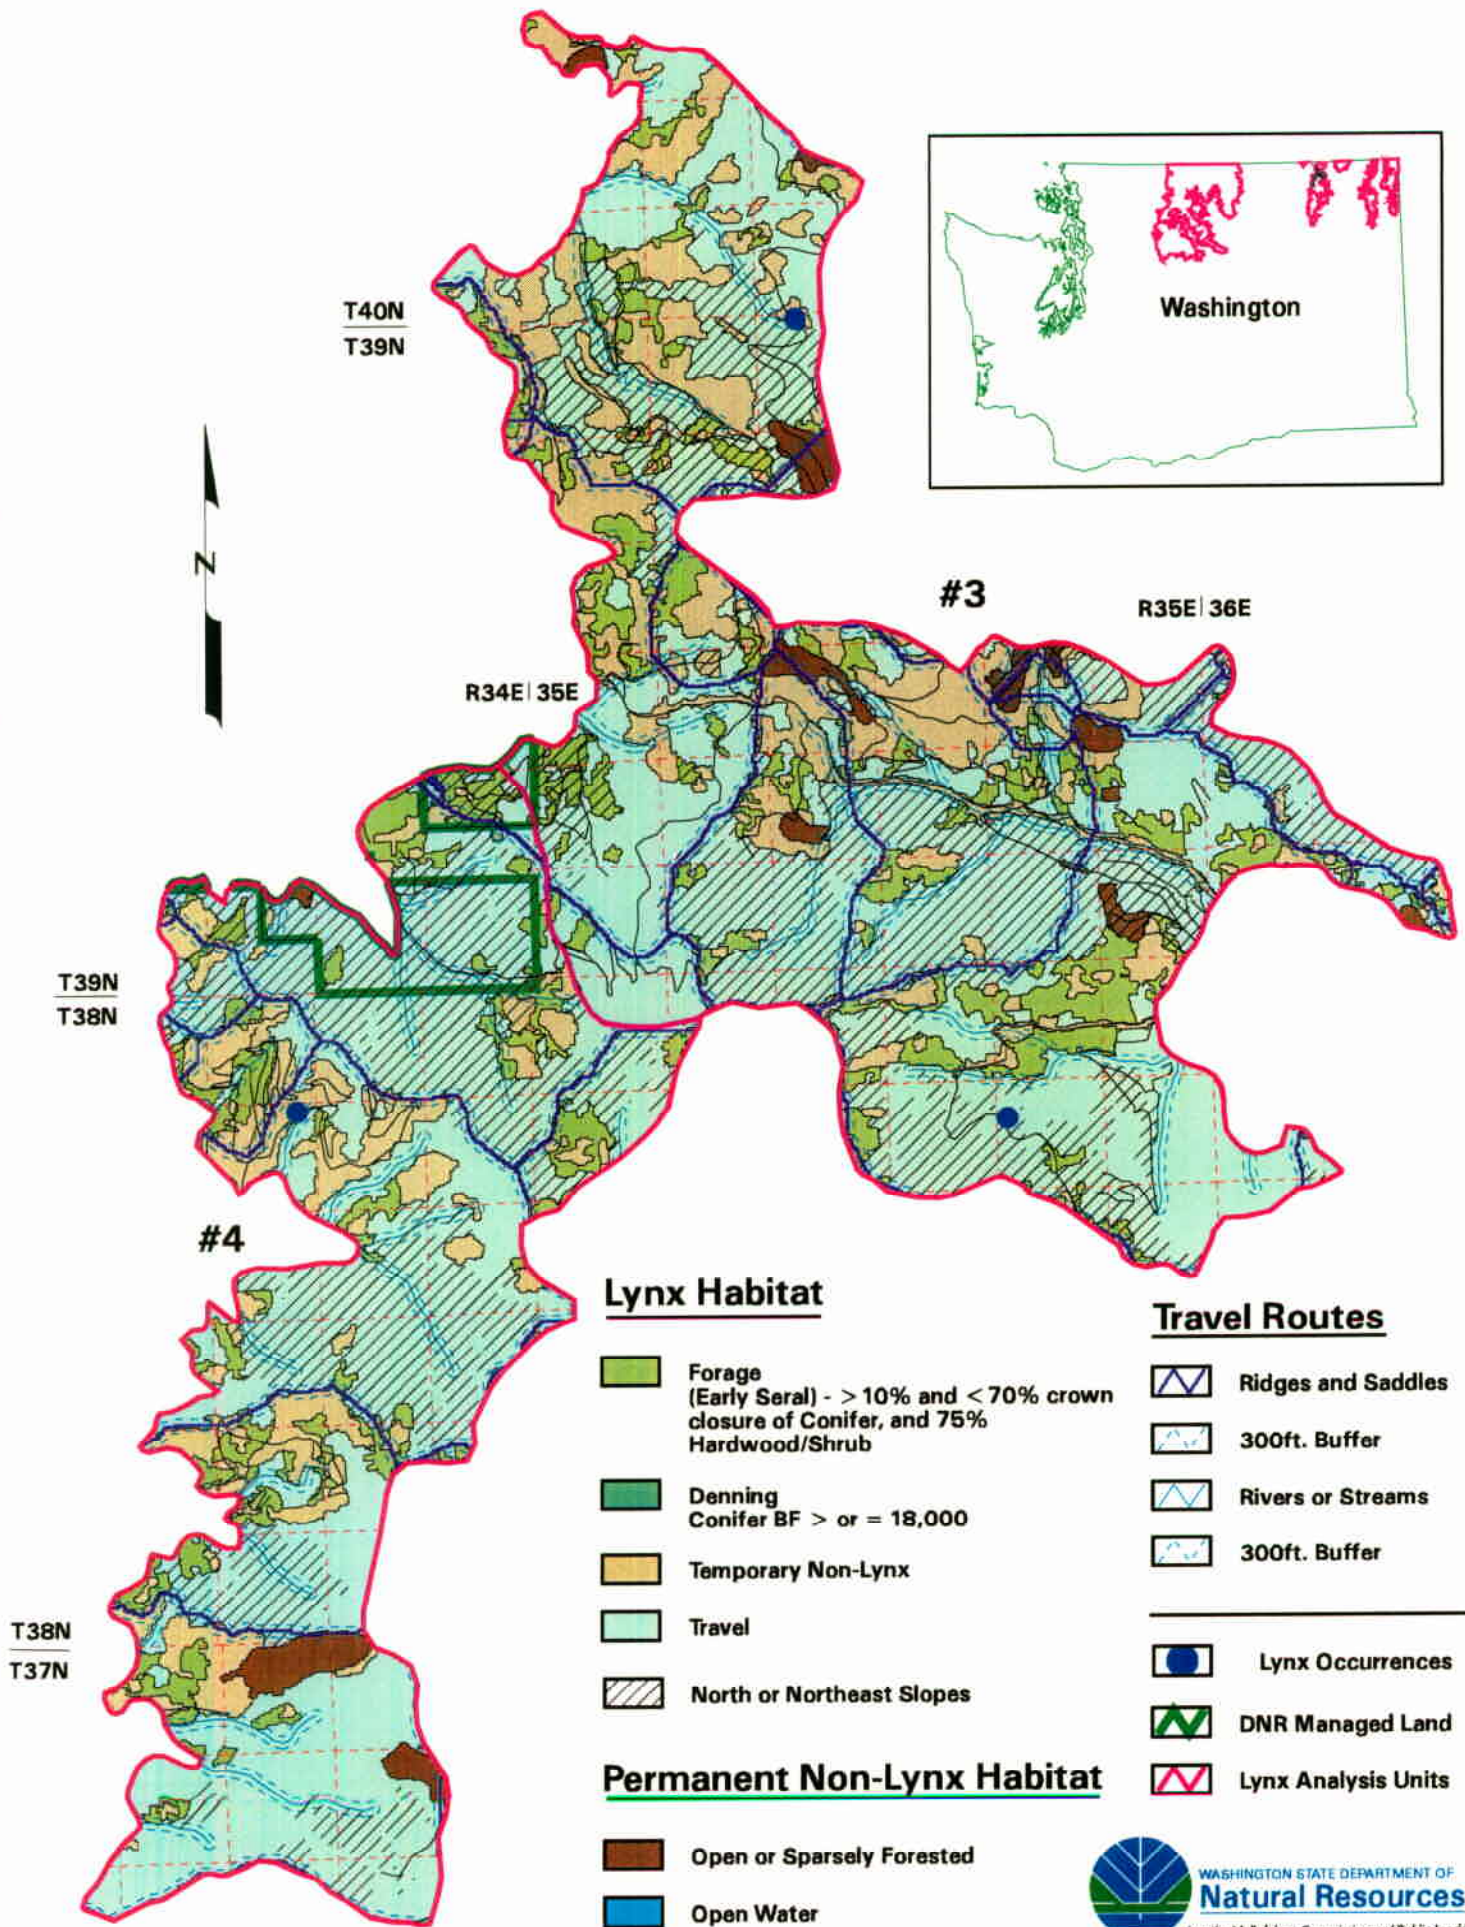 Washington
T40N
T39N
N
#3
R35E | 36E
R34E | 35E
T39N
T38N
#4
T38N
T37N
Lynx Habitat
Forage
(Early Seral) - >10% and <70% crown
closure of Conifer, and 75%
Hardwood/Shrub
Denning
Conifer BF > or = 18,000
Temporary Non-Lynx
Travel
North or Northeast Slopes
Permanent Non-Lynx Habitat
Open or Sparsely Forested
Open Water
Travel Routes
Ridges and Saddles
300ft. Buffer
Rivers or Streams
300ft. Buffer
Lynx Occurrences
DNR Managed Land
Lynx Analysis Units
WASHINGTON STATE DEPARTMENT OF
Natural Resources